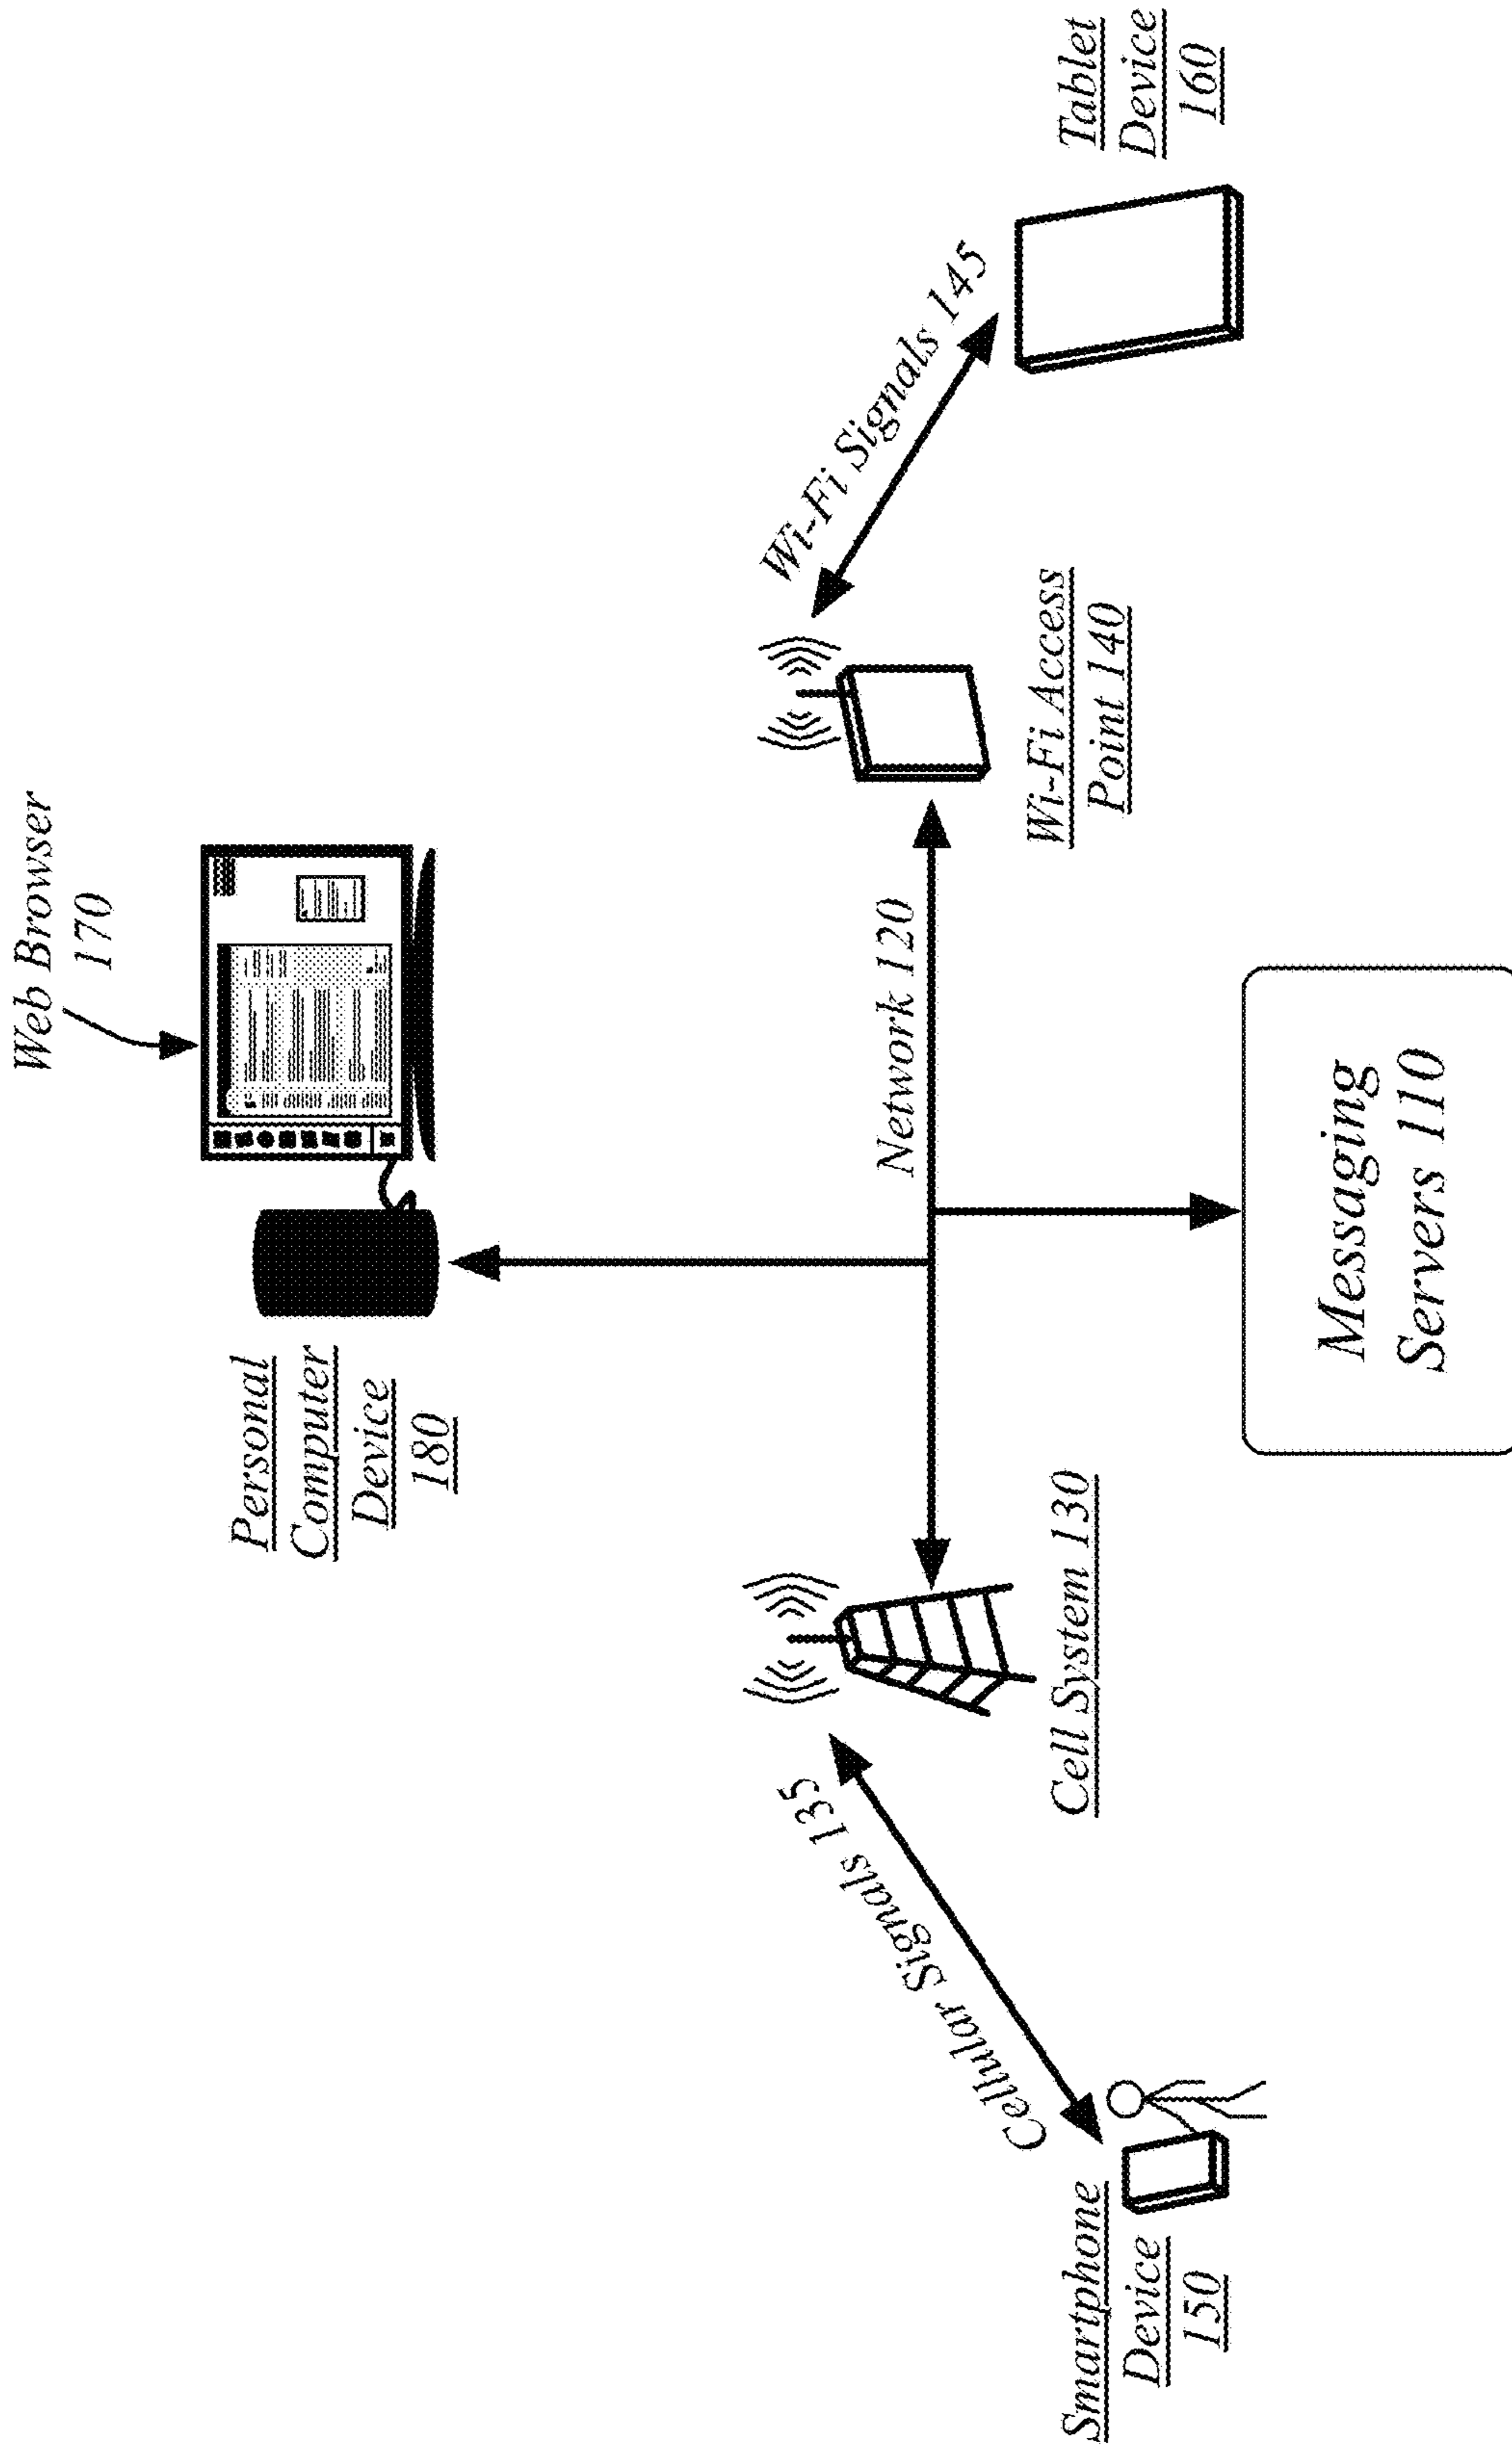 Web Browser
170
Personal
Computer
Device
180
Network 120
Cellular Signals 135
Wi-Fi Signals 145
Smartphone
Device
150
Cell System 130
Wi-Fi Access
Point 140
Tablet
Device
160
Messaging
Servers 110